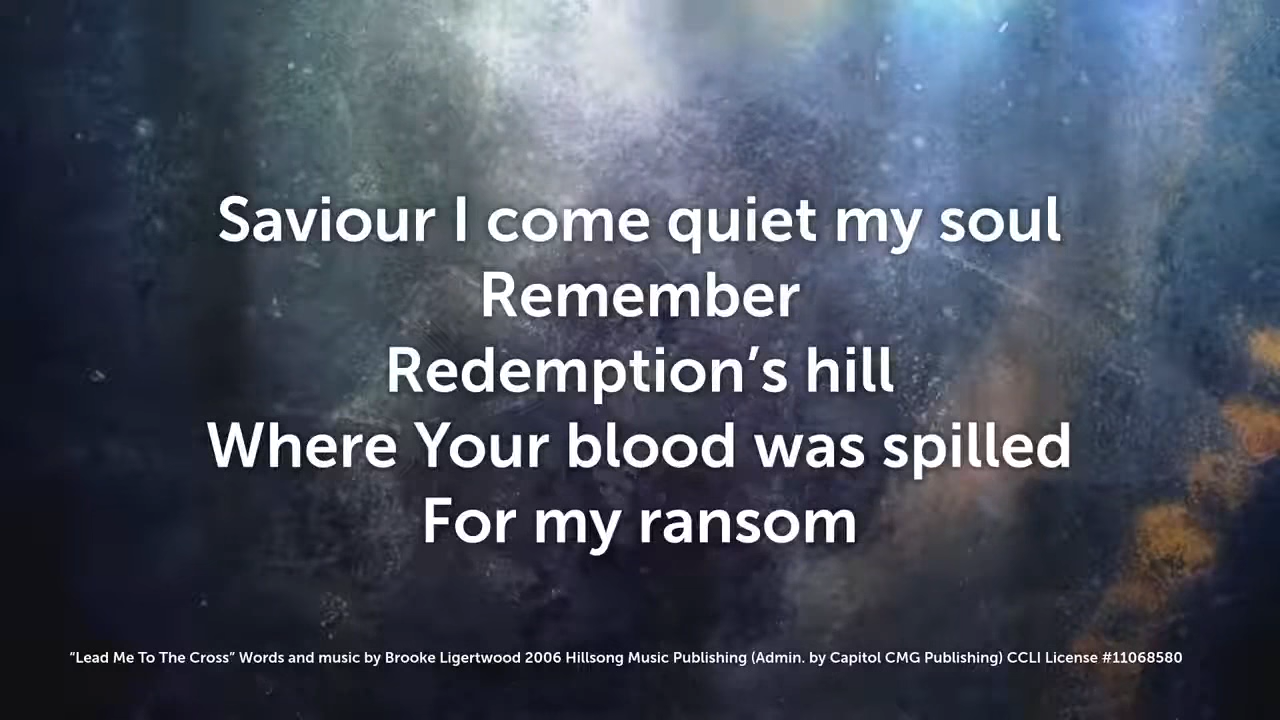 Saviour I come quiet my soul
Remember
Redemption’s hill
Where Your blood was spilled
For my ransom
“Lead Me To The Cross” Words and music by Brooke Ligertwood 2006 Hillsong Music Publishing (Admin. by Capitol CMG Publishing) CCLI License #11068580